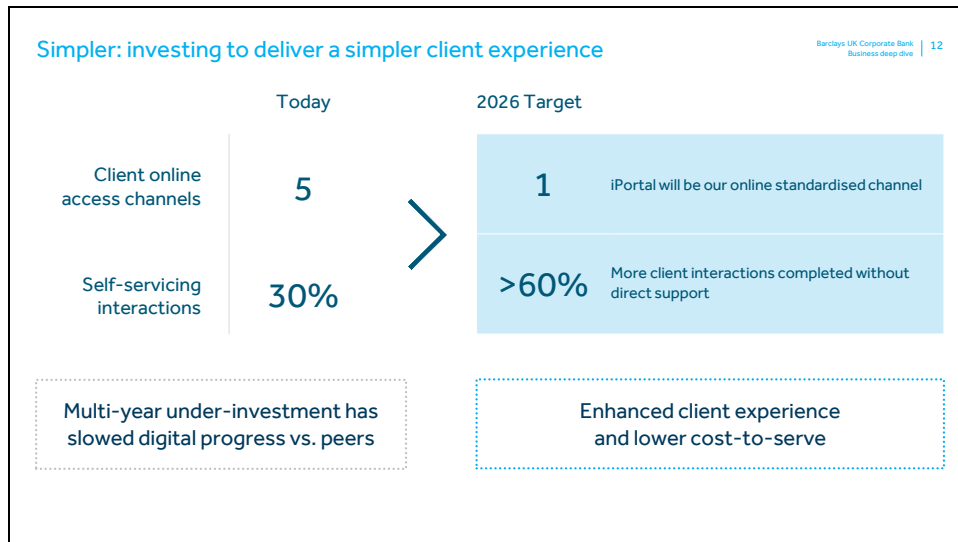 Simpler: investing to deliver a simpler client experience
Barclays UK Corporate Bank
Business deep dive
12
Today
2026 Target
Client online
access channels
5
1
iPortal will be our online standardised channel
Self-servicing
interactions
30%
>60%
More client interactions completed without
direct support
Multi-year under-investment has
slowed digital progress vs. peers
Enhanced client experience
and lower cost-to-serve